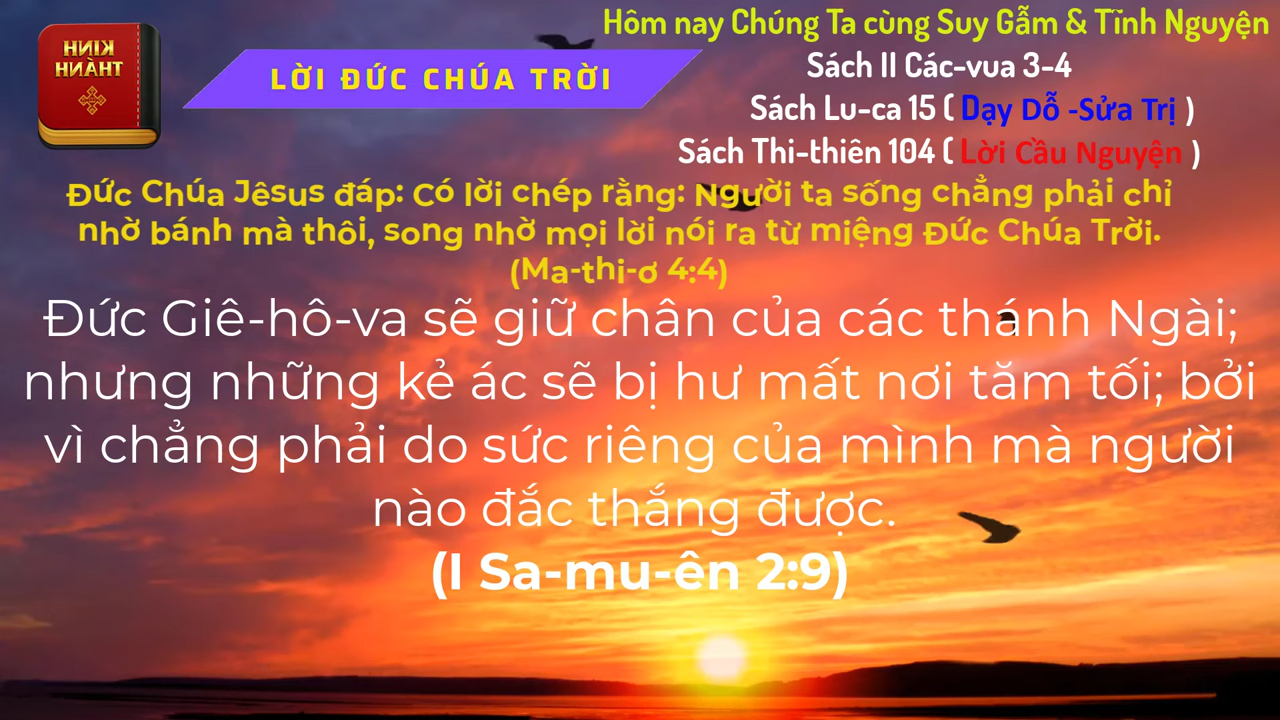 KINH
THÁNH
LỜI ĐỨC CHÚA TRỜI
Hôm nay Chúng Ta cùng Suy Gẫm & Tĩnh Nguyện
Sách II Các-vua 3-4
Sách Lu-ca 15 ( Dạy Dỗ -Sửa Trị )
Sách Thi-thiên 104 ( Lời Cầu Nguyện )
Đức Chúa Jêsus đáp: Có lời chép rằng: Người ta sống chẳng phải chỉ
nhờ bánh mà thôi, song nhờ mọi lời nói ra từ miệng Đức Chúa Trời.
(Ma-thi-ơ 4:4)
Đức Giê-hô-va sẽ giữ chân của các thánh Ngài;
nhưng những kẻ ác sẽ bị hư mất nơi tăm tối; bởi
vì chẳng phải do sức riêng của mình mà người
nào đắc thắng được.
(I Sa-mu-ên 2:9)